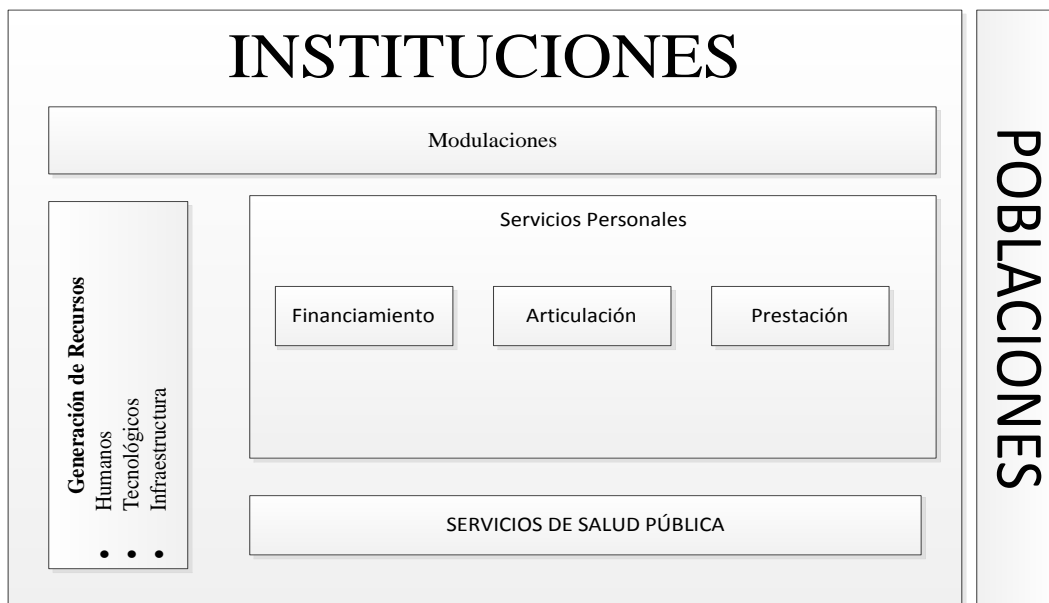 INSTITUCIONES
Modulaciones
Generación de Recursos
• Humanos
• Tecnológicos
• Infraestructura
Servicios Personales
Financiamiento
Articulación
Prestación
SERVICIOS DE SALUD PÚBLICA
POBLACIONES